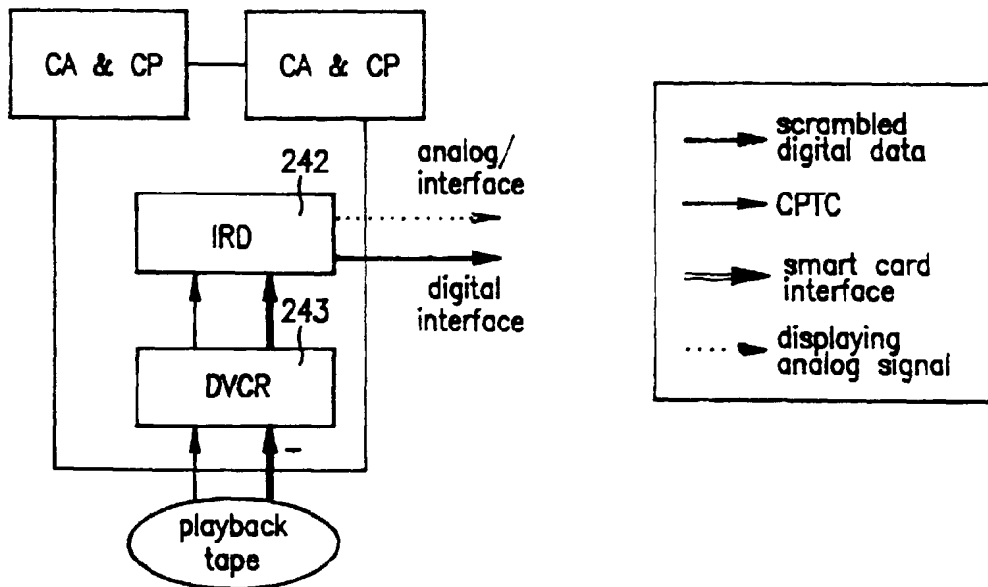 CA & CP
CA & CP
242
analog/
interface
IRD
digital
interface
243
DVCR
playback
tape
scrambled
digital data
CPTC
smart card
interface
displaying
analog signal